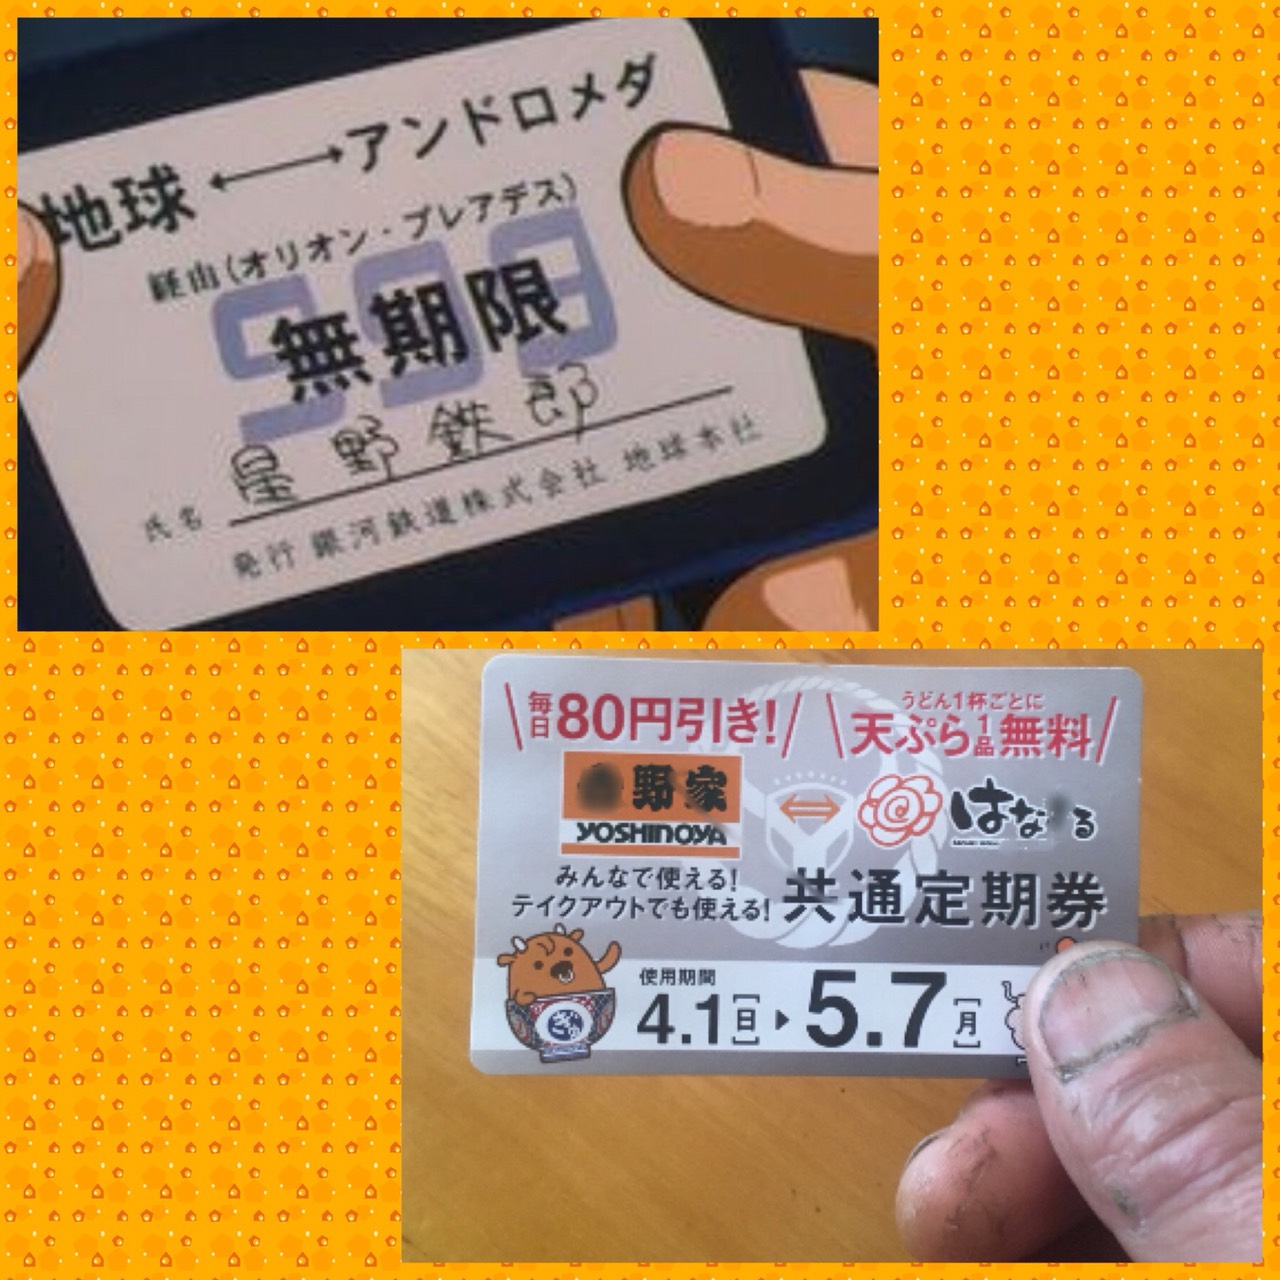 地球 ←→ アンドロメダ
経由(オリオン・プレアデス)
999
無期限
氏名 星野鉄郎
発行 銀河鉄道株式会社 地球本社
毎日80円引き!
うどん1杯ごとに
天ぷら1品無料
野家
YOSHINOYA
はな る
みんなで使える!
テイクアウトでも使える!
共通定期券
使用期間
4.1[日]▶5.7[月]